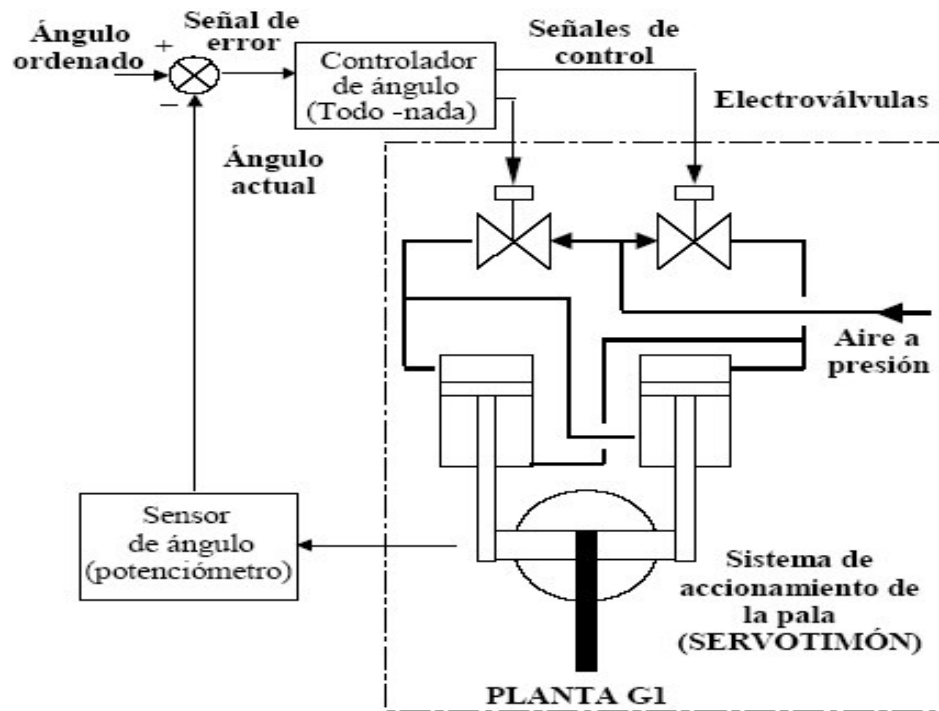 Ángulo
ordenado
+
−
Señal de
error
Controlador
de ángulo
(Todo -nada)
Señales de
control
Electroválvulas
Ángulo
actual
Aire a
presión
Sensor
de ángulo
(potenciómetro)
Sistema de
accionamiento de
la pala
(SERVOTIMÓN)
PLANTA G1